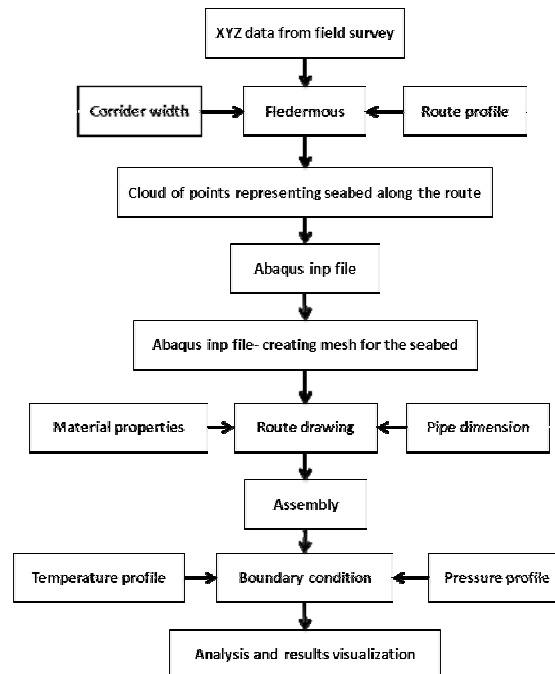 XYZ data from field survey
Corrider width
Fledermous
Route profile
Cloud of points representing seabed along the route
Abaqus inp file
Abaqus inp file- creating mesh for the seabed
Material properties
Route drawing
Pipe dimension
Assembly
Temperature profile
Boundary condition
Pressure profile
Analysis and results visualization